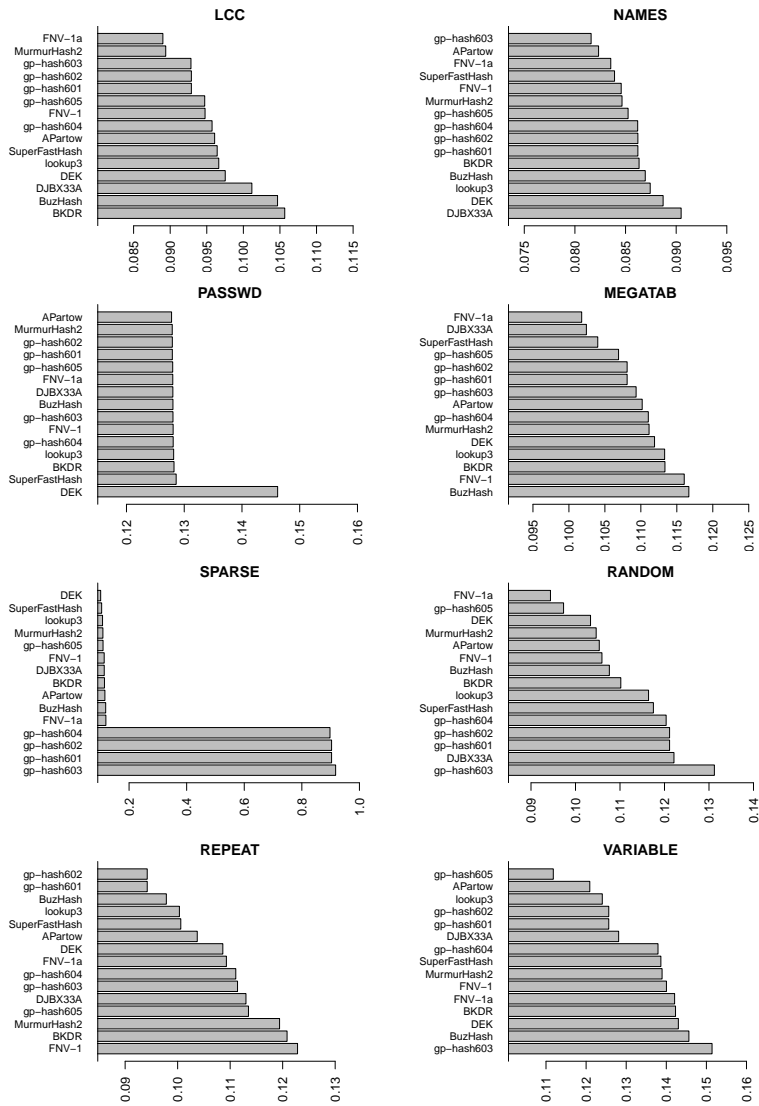 LCC
FNV−1a
MurmurHash2
gp−hash603
gp−hash602
gp−hash601
gp−hash605
FNV−1
gp−hash604
APartow
SuperFastHash
lookup3
DEK
DJBX33A
BuzHash
BKDR
0.085
0.090
0.095
0.100
0.105
0.110
0.115
NAMES
gp−hash603
APartow
FNV−1a
SuperFastHash
FNV−1
MurmurHash2
gp−hash605
gp−hash604
gp−hash602
gp−hash601
BKDR
BuzHash
lookup3
DEK
DJBX33A
0.075
0.080
0.085
0.090
0.095
PASSWD
APartow
MurmurHash2
gp−hash602
gp−hash601
gp−hash605
FNV−1a
DJBX33A
BuzHash
gp−hash603
FNV−1
gp−hash604
lookup3
BKDR
SuperFastHash
DEK
0.12
0.13
0.14
0.15
0.16
MEGATAB
FNV−1a
DJBX33A
SuperFastHash
gp−hash605
gp−hash602
gp−hash601
gp−hash603
APartow
gp−hash604
MurmurHash2
DEK
lookup3
BKDR
FNV−1
BuzHash
0.095
0.100
0.105
0.110
0.115
0.120
0.125
SPARSE
DEK
SuperFastHash
lookup3
MurmurHash2
gp−hash605
FNV−1
DJBX33A
BKDR
APartow
BuzHash
FNV−1a
gp−hash604
gp−hash602
gp−hash601
gp−hash603
0.2
0.4
0.6
0.8
1.0
RANDOM
FNV−1a
gp−hash605
DEK
MurmurHash2
APartow
FNV−1
BuzHash
BKDR
lookup3
SuperFastHash
gp−hash604
gp−hash602
gp−hash601
DJBX33A
gp−hash603
0.09
0.10
0.11
0.12
0.13
0.14
REPEAT
gp−hash602
gp−hash601
BuzHash
lookup3
SuperFastHash
APartow
DEK
FNV−1a
gp−hash604
gp−hash603
DJBX33A
gp−hash605
MurmurHash2
BKDR
FNV−1
0.09
0.10
0.11
0.12
0.13
VARIABLE
gp−hash605
APartow
lookup3
gp−hash602
gp−hash601
DJBX33A
gp−hash604
SuperFastHash
MurmurHash2
FNV−1
FNV−1a
BKDR
DEK
BuzHash
gp−hash603
0.11
0.12
0.13
0.14
0.15
0.16